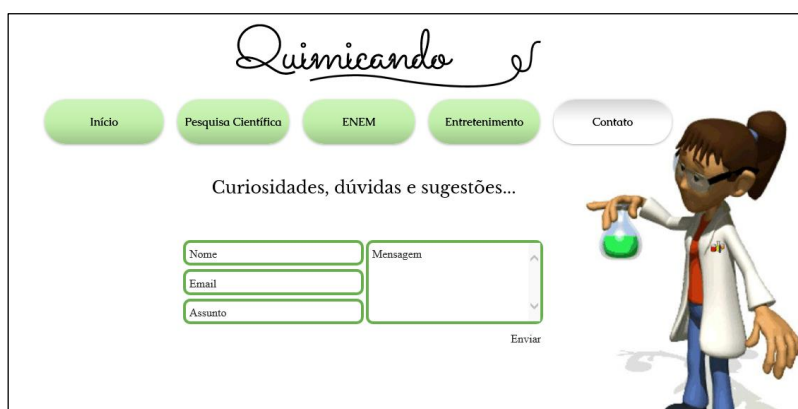 Quimicando
Início
Pesquisa Científica
ENEM
Entretenimento
Contato
Curiosidades, dúvidas e sugestões...
Nome
Mensagem
Email
Assunto
Enviar